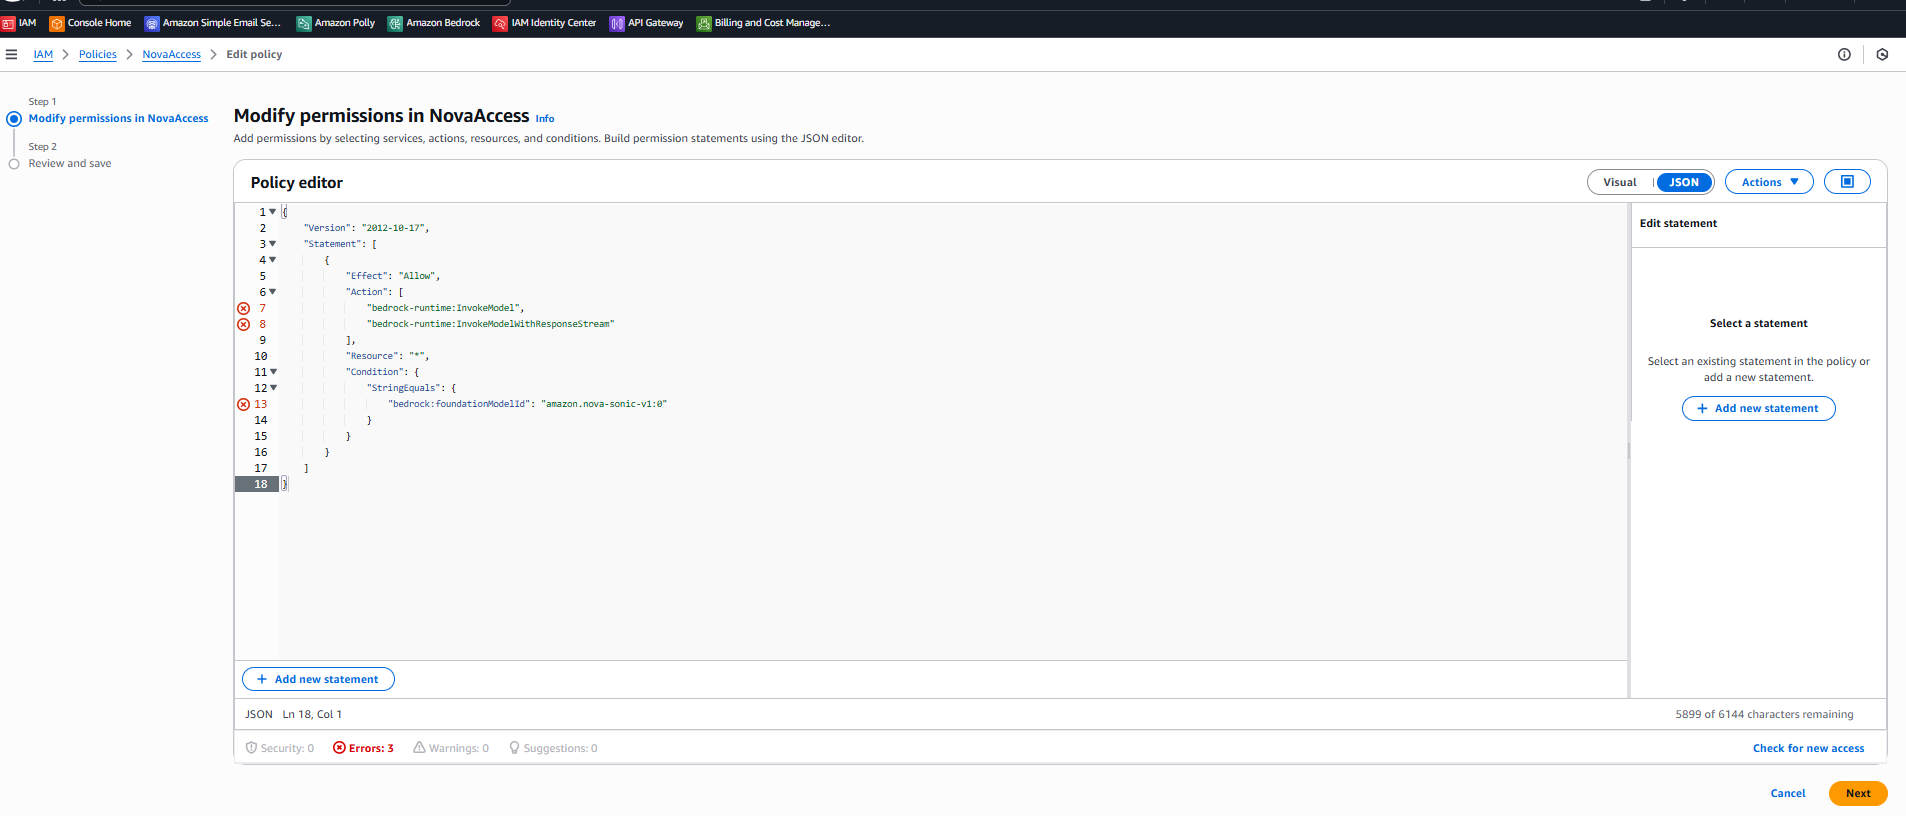 IAM Console Home Amazon Simple Email Se... Amazon Polly Amazon Bedrock IAM Identity Center API Gateway Billing and Cost Manage...
IAM Policies NovaAccess Edit policy
Step 1
Modify permissions in NovaAccess
Step 2
Review and save
Modify permissions in NovaAccess Info
Add permissions by selecting services, actions, resources, and conditions. Build permission statements using the JSON editor.
Policy editor
Visual JSON Actions
1 {
2 "Version": "2012-10-17",
3 "Statement": [
4 {
5 "Effect": "Allow",
6 "Action": [
7 "bedrock-runtime:InvokeModel",
8 "bedrock-runtime:InvokeModelWithResponseStream"
9 ],
10 "Resource": "*",
11 "Condition": {
12 "StringEquals": {
13 "bedrock:foundationModelId": "amazon.nova-sonic-v1:0"
14 }
15 }
16 }
17 ]
18 }
Edit statement
Select a statement
Select an existing statement in the policy or
add a new statement.
+ Add new statement
+ Add new statement
JSON Ln 18, Col 1
5899 of 6144 characters remaining
Security: 0 Errors: 3 Warnings: 0 Suggestions: 0
Check for new access
Cancel Next